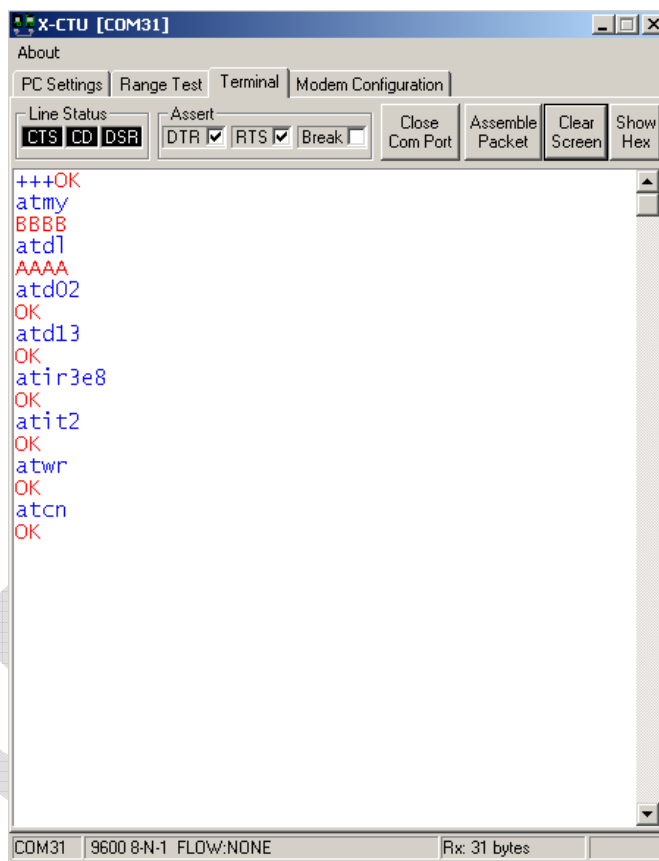 X-CTU [COM31]
About
PC Settings Range Test Terminal Modem Configuration
Line Status
CTS CD DSR
Assert
DTR RTS Break
Close Com Port
Assemble Packet
Clear Screen
Show Hex
+++OK
atmy
BBBB
atdl
AAAA
atd02
OK
atd13
OK
atir3e8
OK
atit2
OK
atwr
OK
atcn
OK
COM31 9600 8-N-1 FLOW:NONE Rx: 31 bytes